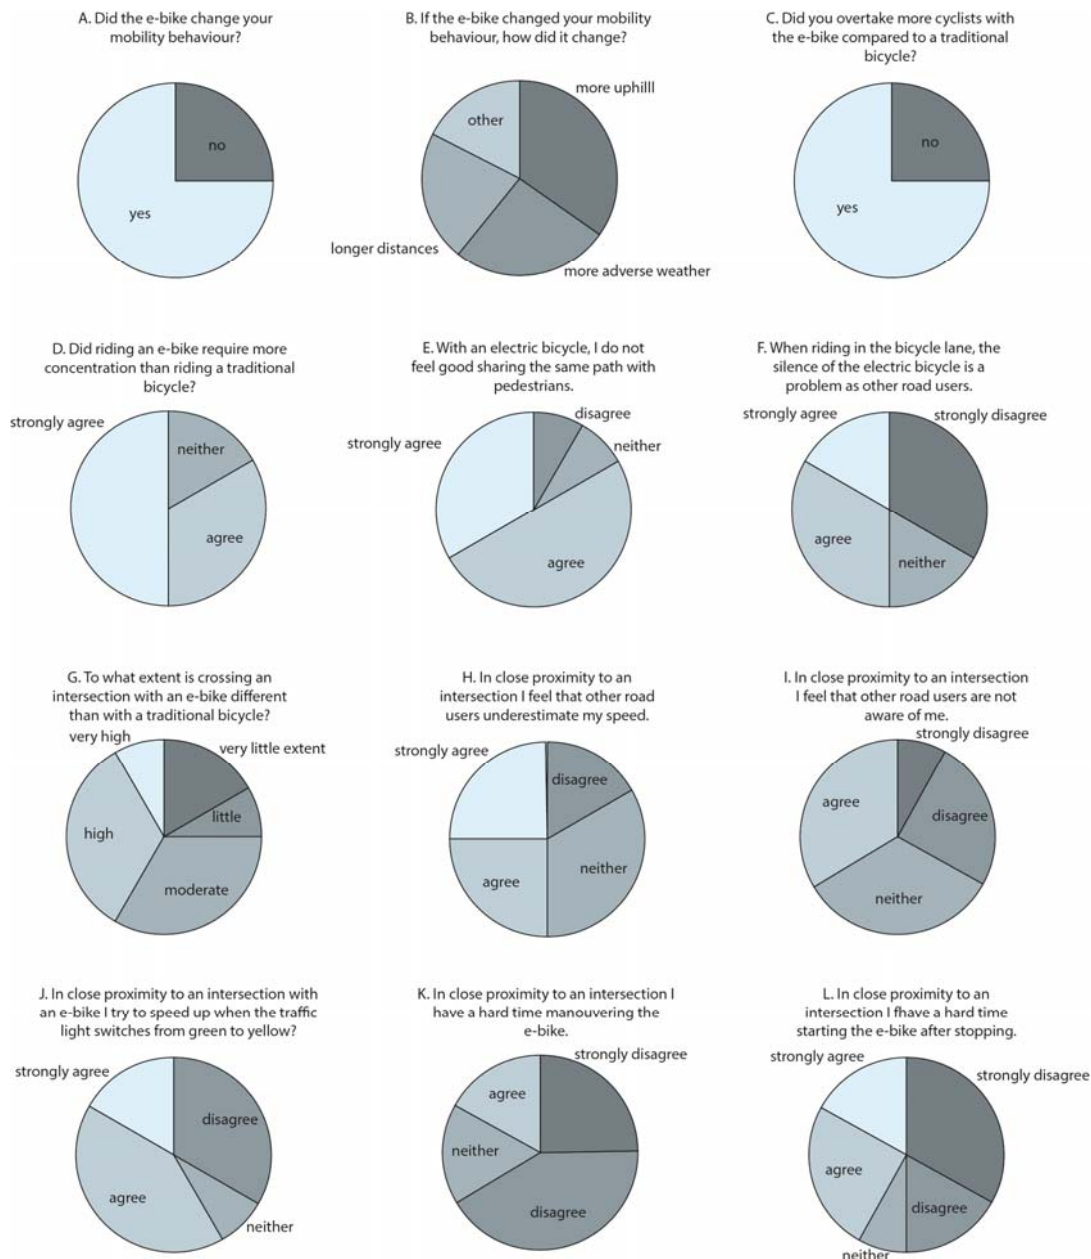 A. Did the e-bike change your
mobility behaviour?
no
yes
B. If the e-bike changed your mobility
behaviour, how did it change?
more uphilll
other
longer distances
more adverse weather
C. Did you overtake more cyclists with
the e-bike compared to a traditional
bicycle?
no
yes
D. Did riding an e-bike require more
concentration than riding a traditional
bicycle?
strongly agree
neither
agree
E. With an electric bicycle, I do not
feel good sharing the same path with
pedestrians.
disagree
strongly agree
neither
agree
F. When riding in the bicycle lane, the
silence of the electric bicycle is a
problem as other road users.
strongly agree
strongly disagree
agree
neither
G. To what extent is crossing an
intersection with an e-bike different
than with a traditional bicycle?
very high
very little extent
little
high
moderate
H. In close proximity to an
intersection I feel that other road
users underestimate my speed.
strongly agree
disagree
neither
agree
I. In close proximity to an intersection
I feel that other road users are not
aware of me.
strongly disagree
agree
disagree
neither
J. In close proximity to an intersection with
an e-bike I try to speed up when the traffic
light switches from green to yellow?
strongly agree
disagree
agree
neither
K. In close proximity to an intersection I
have a hard time manouvering the
e-bike.
strongly disagree
agree
neither
disagree
L. In close proximity to an
intersection I fhave a hard time
starting the e-bike after stopping.
strongly agree
strongly disagree
agree
disagree
neither